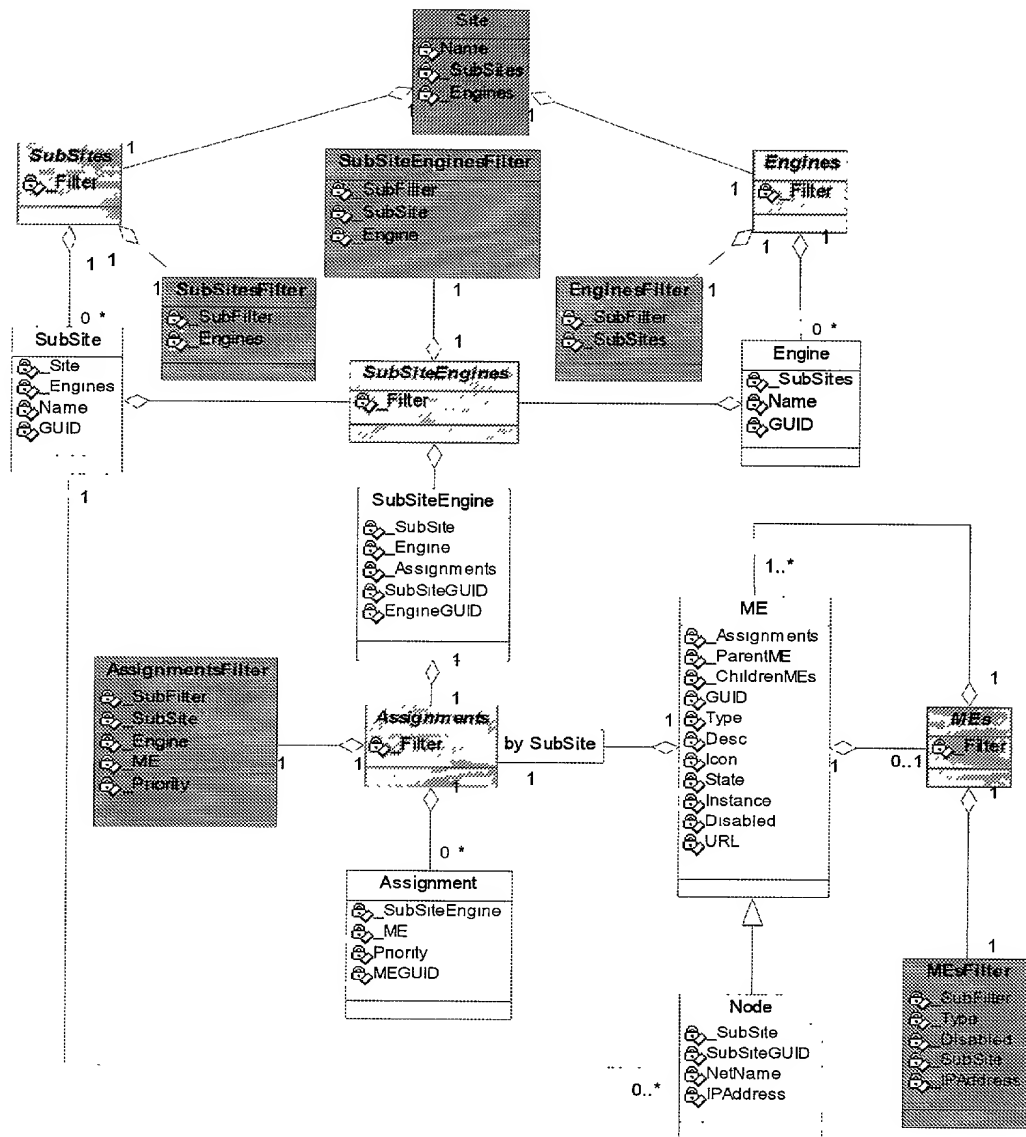 Site
Name
_SubSites
_Engines
1
1
SubSites
_Filter
1
SubSiteEnginesFilter
_SubFilter
_SubSite
_Engine
Engines
_Filter
1
1
1
1
1
SubSitesFilter
_SubFilter
_Engines
1
1
EnginesFilter
_SubFilter
_SubSites
1
1
0 *
SubSite
_Site
_Engines
Name
GUID
1
SubSiteEngines
_Filter
0 *
Engine
_SubSites
Name
GUID
1
SubSiteEngine
_SubSite
_Engine
_Assignments
SubSiteGUID
EngineGUID
1..*
ME
_Assignments
_ParentME
_ChildrenMEs
GUID
Type
Desc
Icon
State
Instance
Disabled
URL
1
AssignmentsFilter
_SubFilter
_SubSite
_Engine
_ME
_Priority
1
1
Assignments
_Filter
1
1
by SubSite
1
1
1
MEs
_Filter
1
0..1
1
0 *
Assignment
_SubSiteEngine
_ME
Priority
MEGUID
1
MEsFilter
_SubFilter
_Type
_Disabled
_SubSite
_IPAddress
Node
_SubSite
SubSiteGUID
NetName
IPAddress
0..*